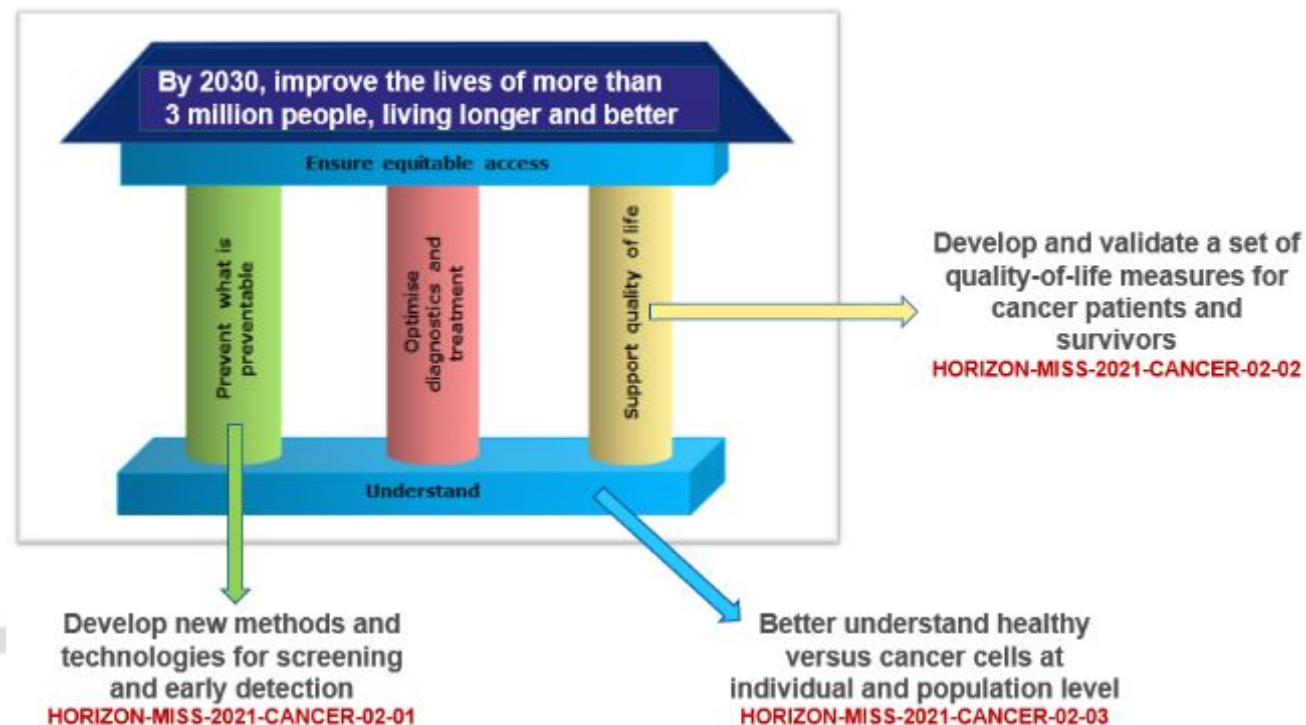 By 2030, improve the lives of more than
3 million people, living longer and better
Ensure equitable access
Prevent what is
preventable
Optimise
diagnostics and
treatment
Support quality of life
Understand
Develop and validate a set of
quality-of-life measures for
cancer patients and
survivors
HORIZON-MISS-2021-CANCER-02-02
Develop new methods and
technologies for screening
and early detection
HORIZON-MISS-2021-CANCER-02-01
Better understand healthy
versus cancer cells at
individual and population level
HORIZON-MISS-2021-CANCER-02-03